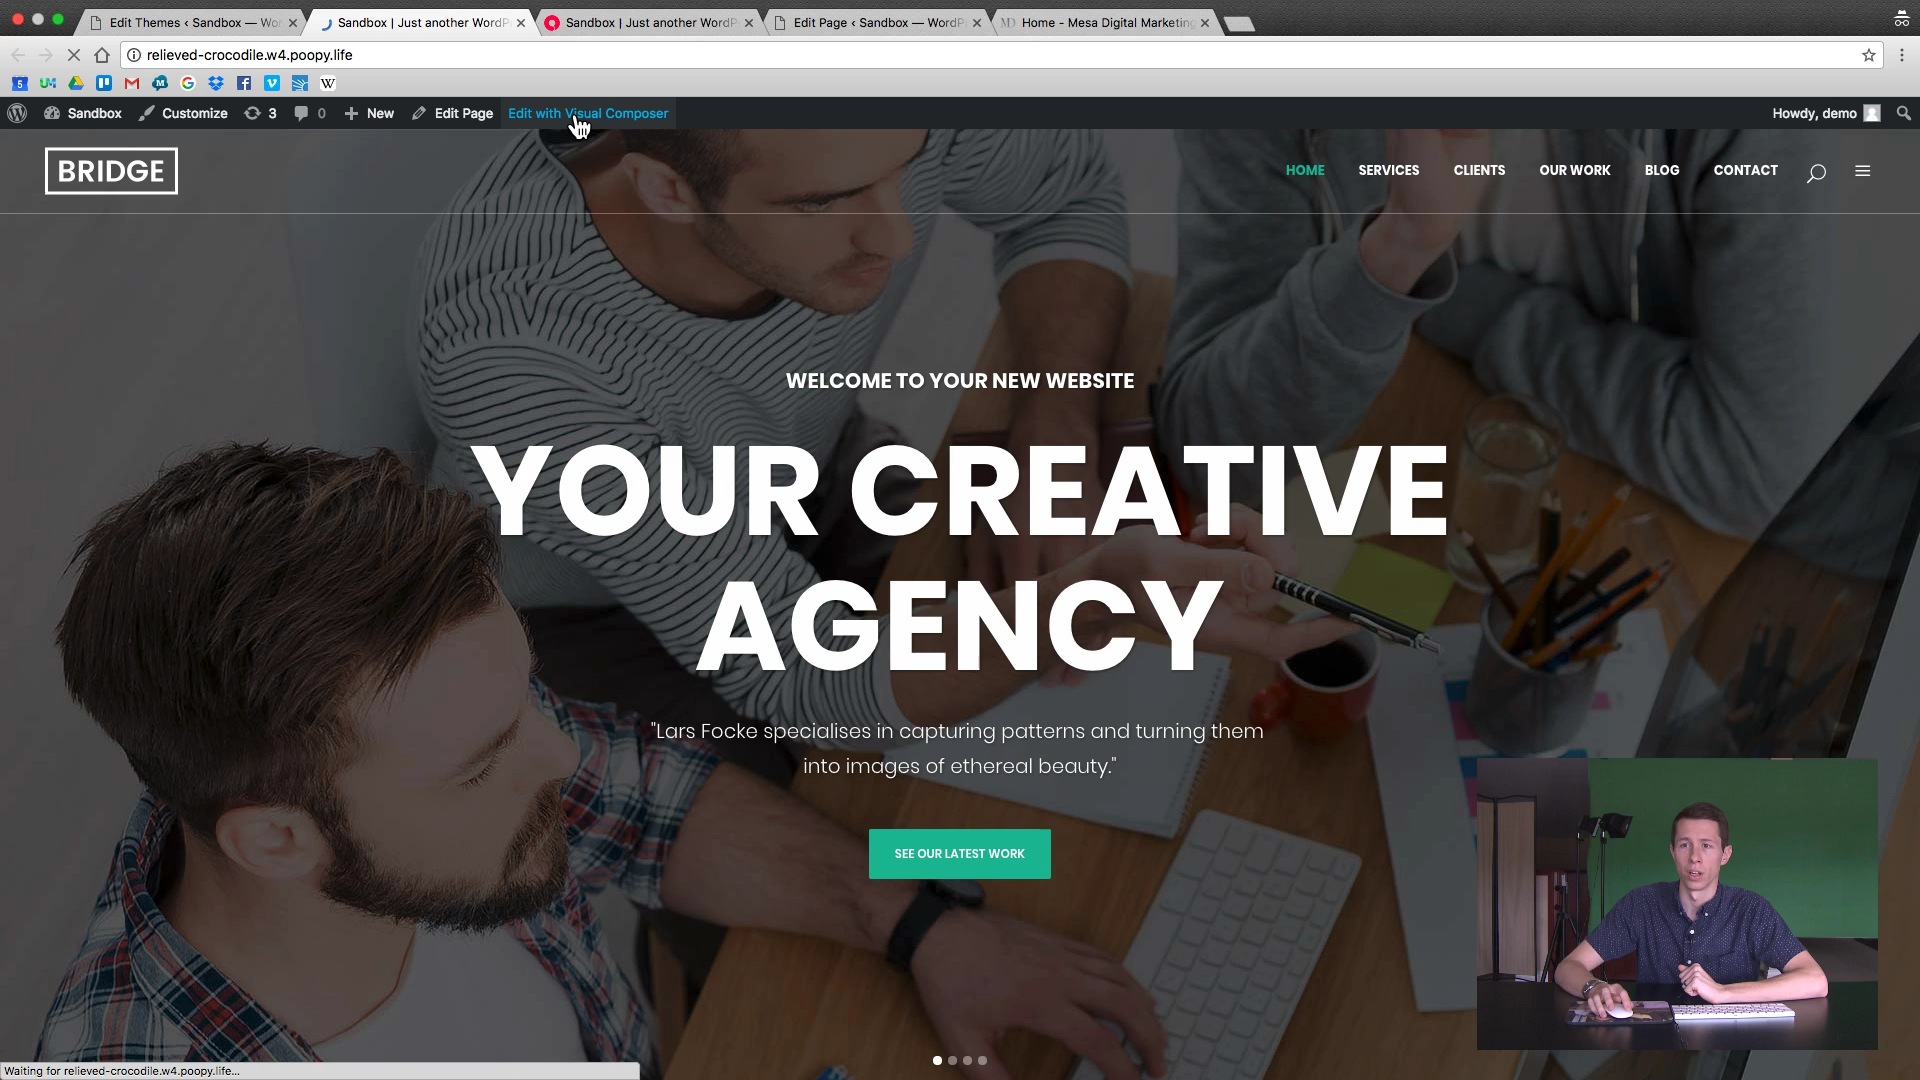 Edit Themes ‹ Sandbox — Wor
Sandbox | Just another WordP
Sandbox | Just another WordP
Edit Page ‹ Sandbox — WordP
Home - Mesa Digital Marketing
relieved-crocodile.w4.poopy.life
Sandbox
Customize
3
0
New
Edit Page
Edit with Visual Composer
Howdy, demo
BRIDGE
HOME
SERVICES
CLIENTS
OUR WORK
BLOG
CONTACT
WELCOME TO YOUR NEW WEBSITE
YOUR CREATIVE
AGENCY
"Lars Focke specialises in capturing patterns and turning them
into images of ethereal beauty."
SEE OUR LATEST WORK
Waiting for relieved-crocodile.w4.poopy.life...